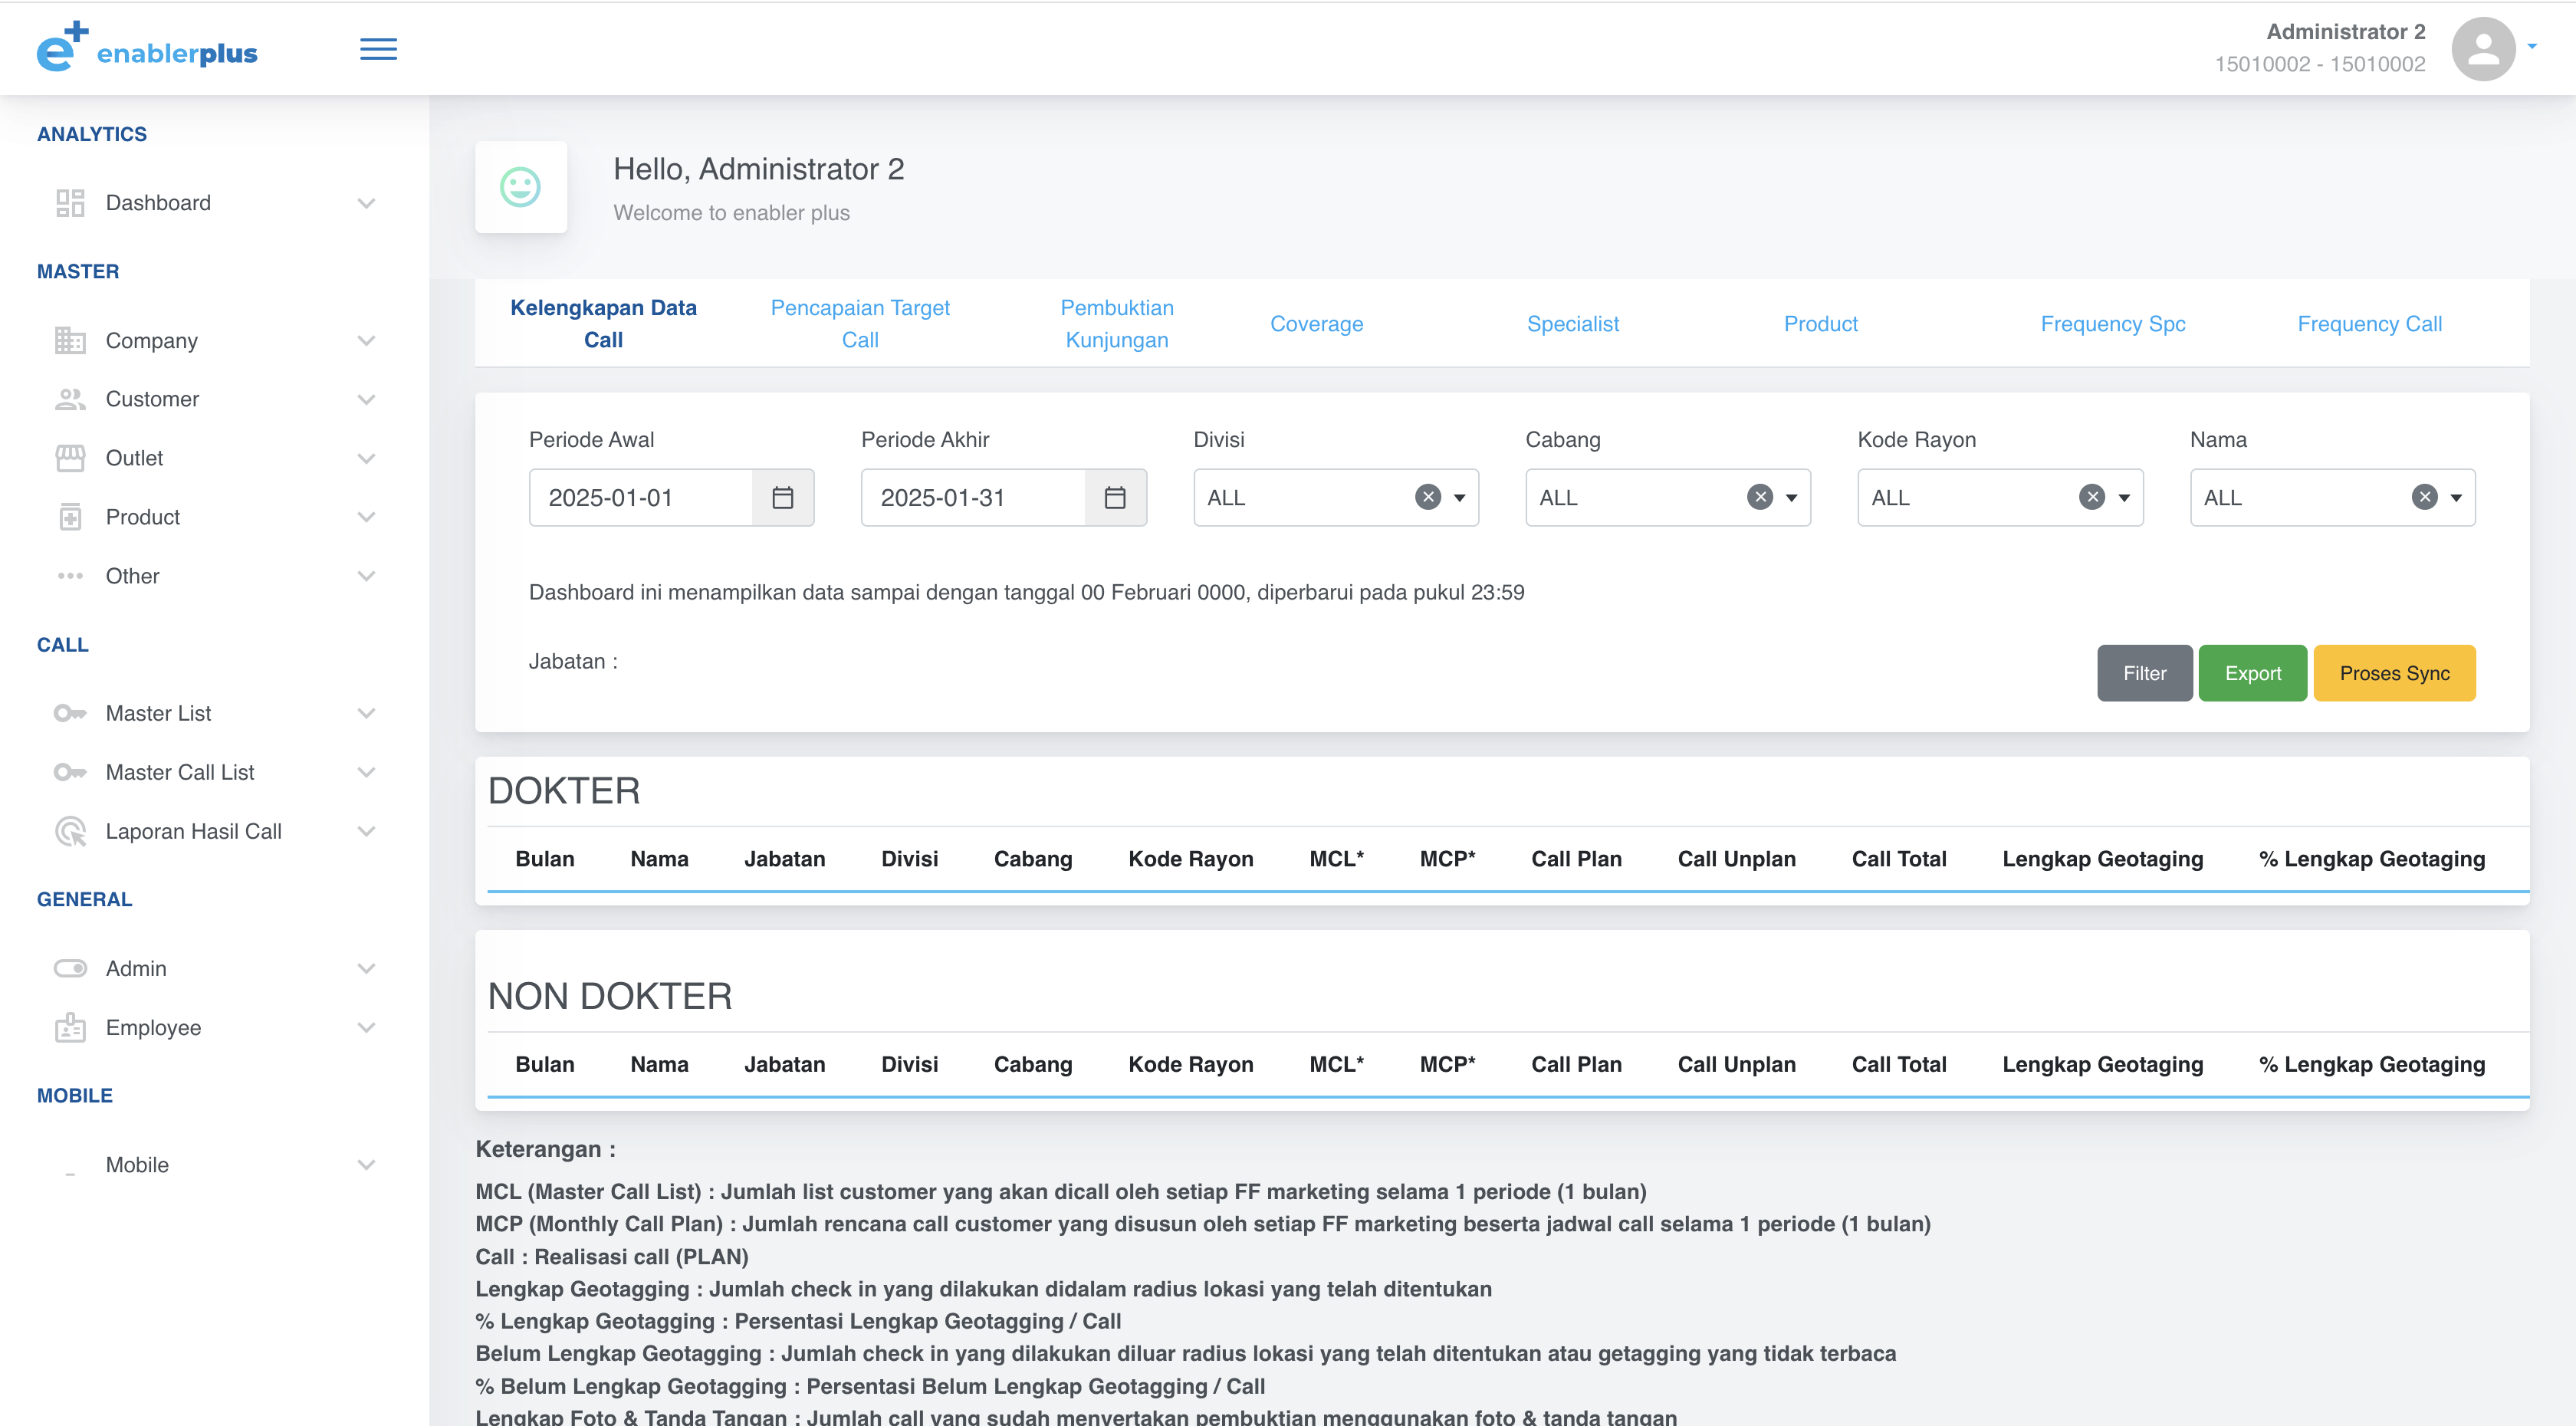 enablerplus
Administrator 2
15010002 - 15010002
ANALYTICS
Dashboard
MASTER
Company
Customer
Outlet
Product
Other
CALL
Master List
Master Call List
Laporan Hasil Call
GENERAL
Admin
Employee
MOBILE
Mobile
Hello, Administrator 2
Welcome to enabler plus
Kelengkapan Data
Call
Pencapaian Target
Call
Pembuktian
Kunjungan
Coverage
Specialist
Product
Frequency Spc
Frequency Call
Periode Awal
2025-01-01
Periode Akhir
2025-01-31
Divisi
ALL
Cabang
ALL
Kode Rayon
ALL
Nama
ALL
Dashboard ini menampilkan data sampai dengan tanggal 00 Februari 0000, diperbarui pada pukul 23:59
Jabatan :
Filter
Export
Proses Sync
DOKTER
Bulan Nama Jabatan Divisi Cabang Kode Rayon MCL* MCP* Call Plan Call Unplan Call Total Lengkap Geotaging % Lengkap Geotaging
NON DOKTER
Bulan Nama Jabatan Divisi Cabang Kode Rayon MCL* MCP* Call Plan Call Unplan Call Total Lengkap Geotaging % Lengkap Geotaging
Keterangan :
MCL (Master Call List) : Jumlah list customer yang akan dicall oleh setiap FF marketing selama 1 periode (1 bulan)
MCP (Monthly Call Plan) : Jumlah rencana call customer yang disusun oleh setiap FF marketing beserta jadwal call selama 1 periode (1 bulan)
Call : Realisasi call (PLAN)
Lengkap Geotagging : Jumlah check in yang dilakukan didalam radius lokasi yang telah ditentukan
% Lengkap Geotagging : Persentasi Lengkap Geotagging / Call
Belum Lengkap Geotagging : Jumlah check in yang dilakukan diluar radius lokasi yang telah ditentukan atau getagging yang tidak terbaca
% Belum Lengkap Geotagging : Persentasi Belum Lengkap Geotagging / Call
Lengkap Foto & Tanda Tangan : Jumlah call yang sudah menyertakan pembuktian menggunakan foto & tanda tangan